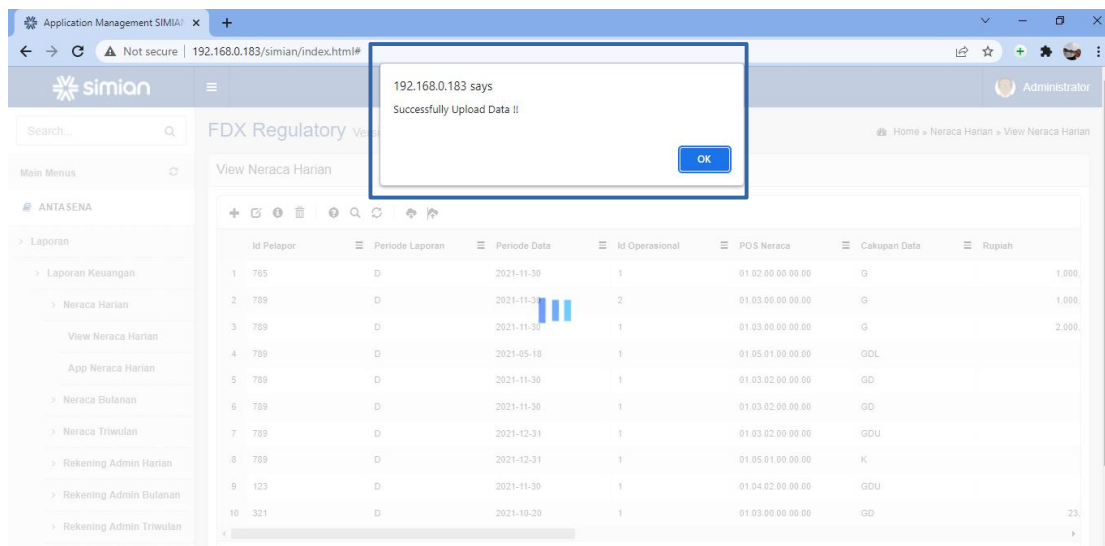 Application Management SIMIAN
Not secure | 192.168.0.183/simian/index.html#
simian
Administrator
192.168.0.183 says
Successfully Upload Data !!
OK
Search...
FDX Regulatory
Home » Neraca Harian » View Neraca Harian
Main Menus
View Neraca Harian
ANTASENA
> Laporan
> Laporan Keuangan
> Neraca Harian
View Neraca Harian
App Neraca Harian
> Neraca Bulanan
> Neraca Triwulan
> Rekening Admin Harian
> Rekening Admin Bulanan
> Rekening Admin Triwulan
Id Pelapor Periode Laporan Periode Data Id Operasional POS Neraca Cakupan Data Rupiah
1 765 D 2021-11-30 1 01.02.00.00.00.00 G 1,000,
2 789 D 2021-11-30 2 01.03.00.00.00.00 G 1,000,
3 789 D 2021-11-30 1 01.03.00.00.00.00 G 2,000,
4 789 D 2021-05-18 1 01.05.01.00.00.00 GDL
5 789 D 2021-11-30 1 01.03.02.00.00.00 GD
6 789 D 2021-11-30 1 01.03.02.00.00.00 GD
7 789 D 2021-12-31 1 01.03.02.00.00.00 GDU
8 789 D 2021-12-31 1 01.05.01.00.00.00 K
9 123 D 2021-11-30 1 01.04.02.00.00.00 GDU
10 321 D 2021-10-20 1 01.03.00.00.00.00 GD 23,